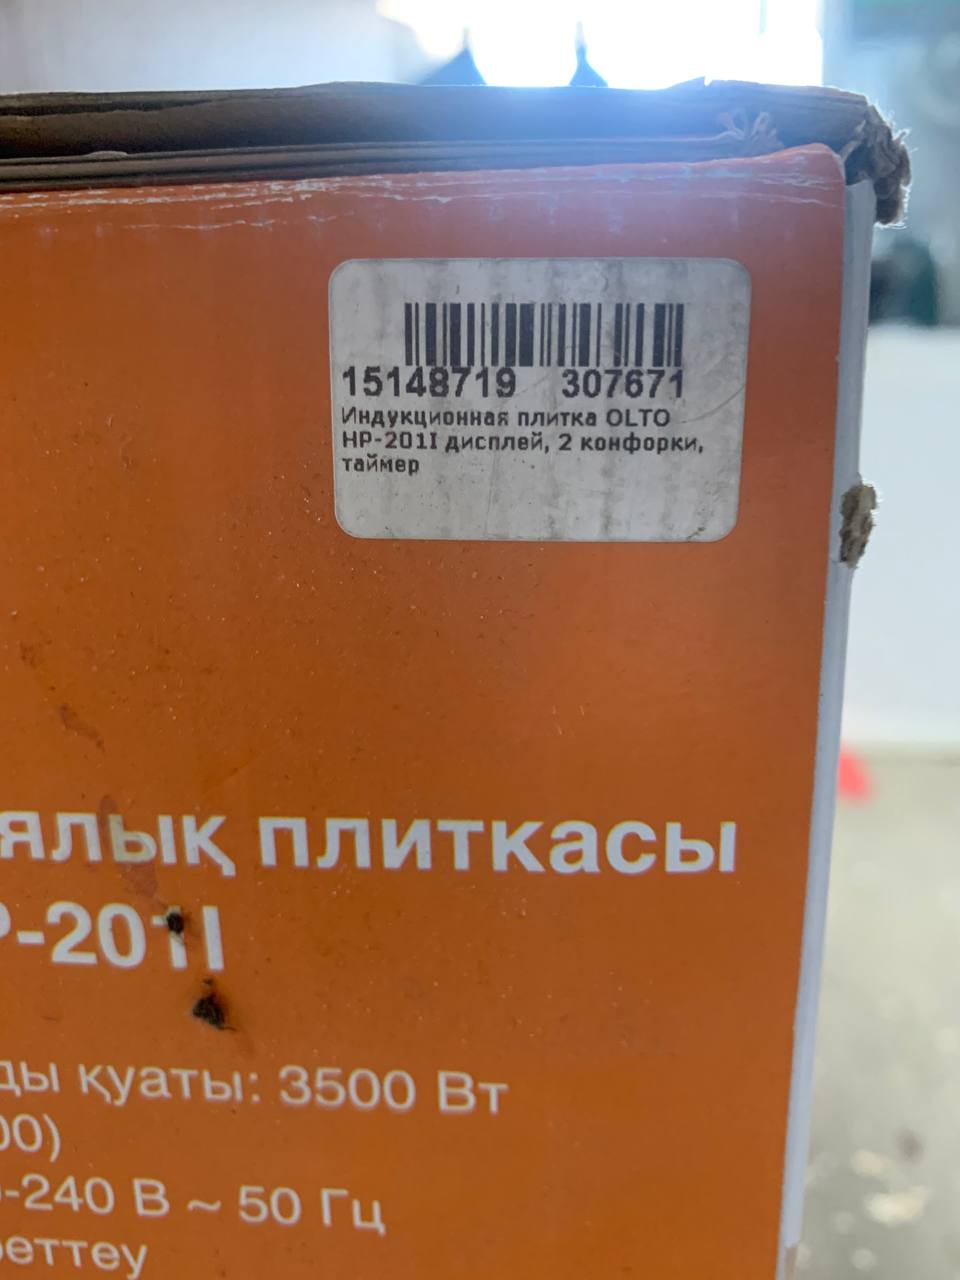 15148719 307671
Индукционная плитка OLTO
HP-201I дисплей, 2 конфорки,
таймер
ялық плиткасы
P-201I
ды қуаты: 3500 Вт
00)
-240 В ~ 50 Гц
реттеу